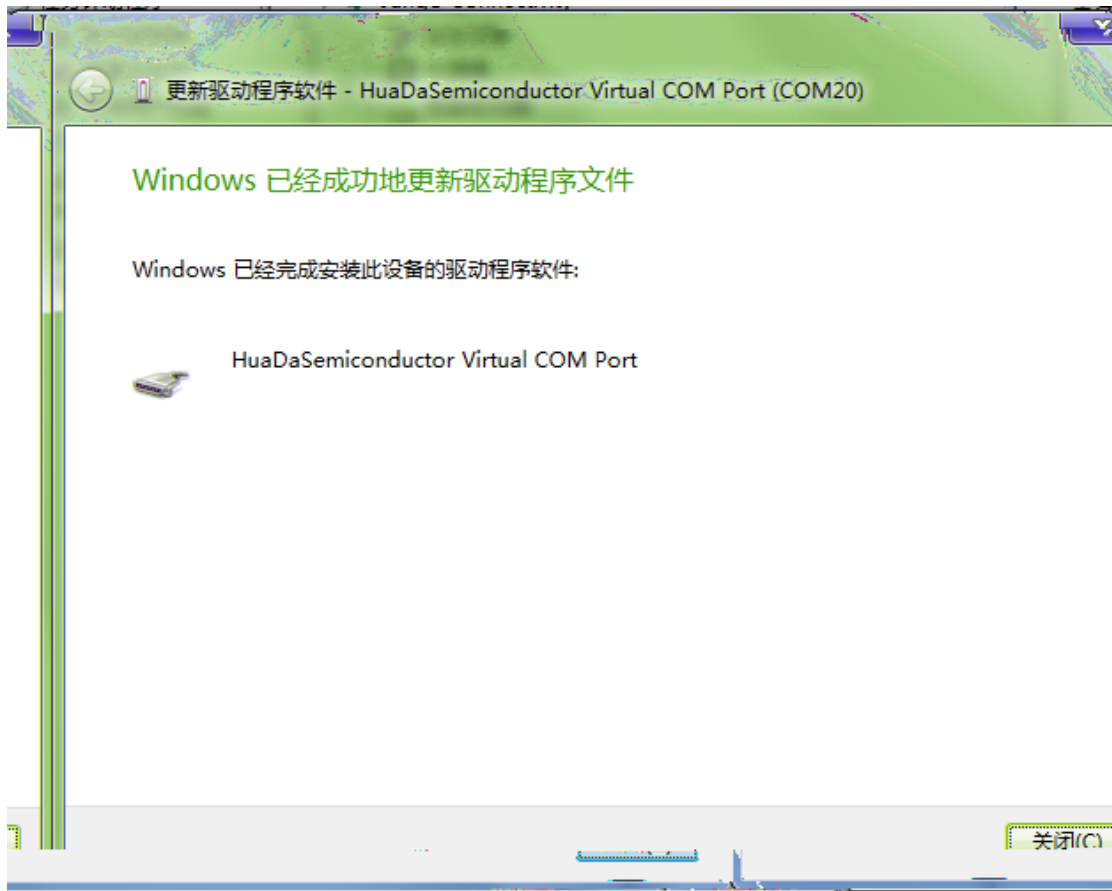 更新驱动程序软件 - HuaDaSemiconductor Virtual COM Port (COM20)
Windows 已经成功地更新驱动程序文件
Windows 已经完成安装此设备的驱动程序软件:
HuaDaSemiconductor Virtual COM Port
关闭(C)